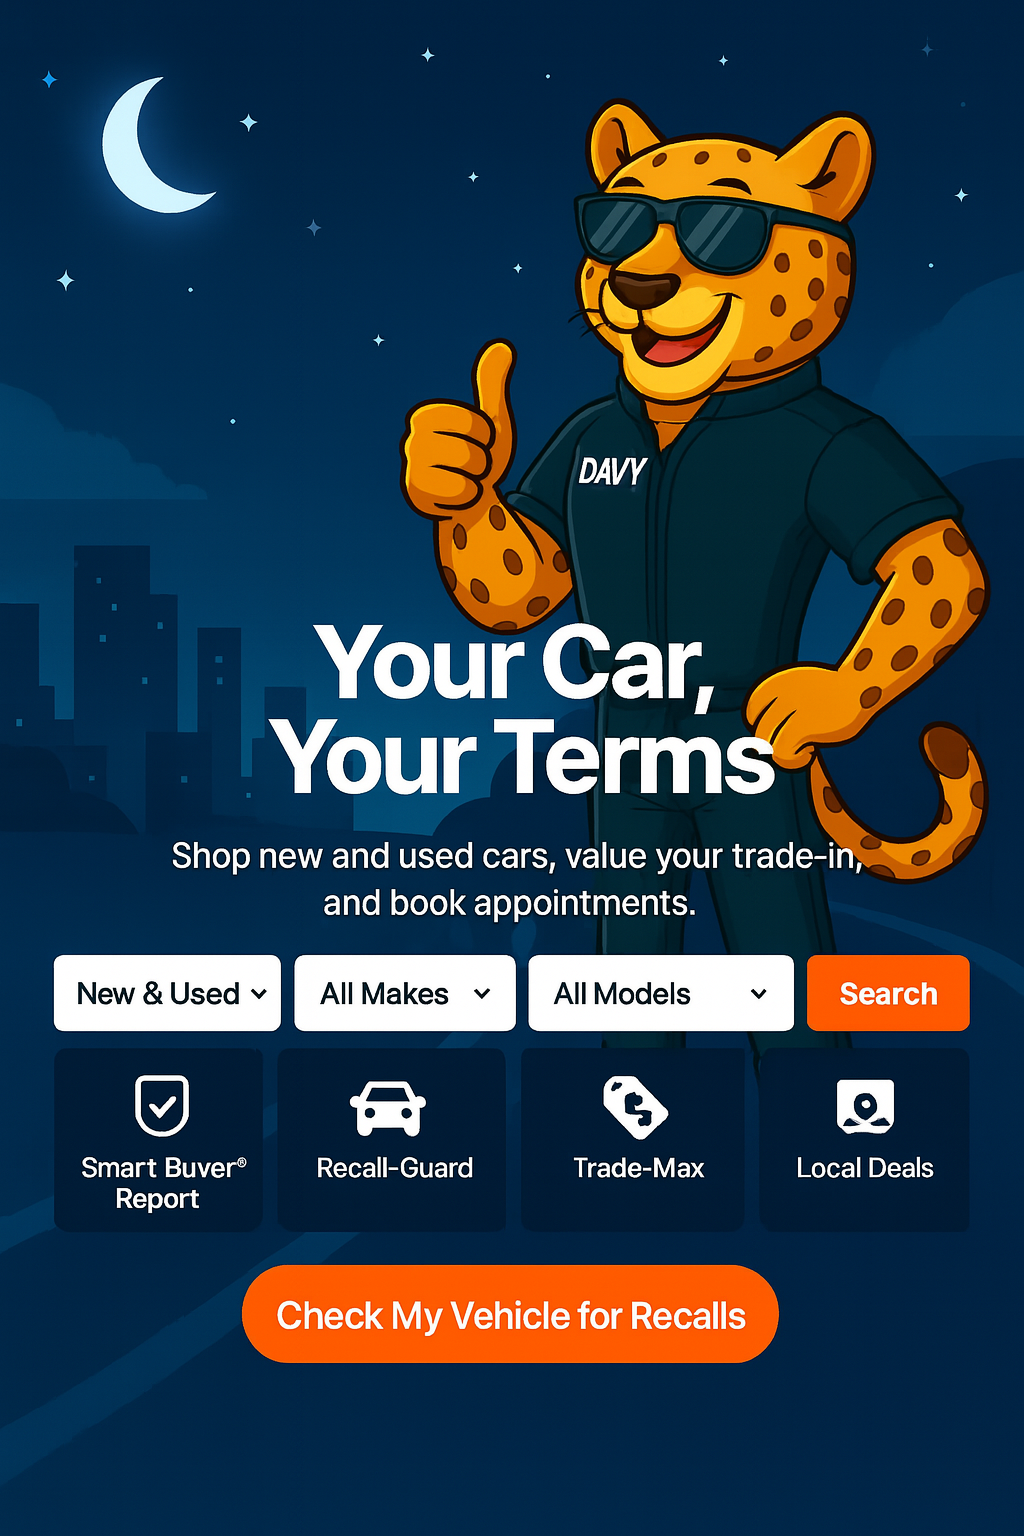 DAVY
Your Car,
Your Terms
Shop new and used cars, value your trade-in,
and book appointments.
New & Used
All Makes
All Models
Search
Smart Buver®
Report
Recall-Guard
Trade-Max
Local Deals
Check My Vehicle for Recalls